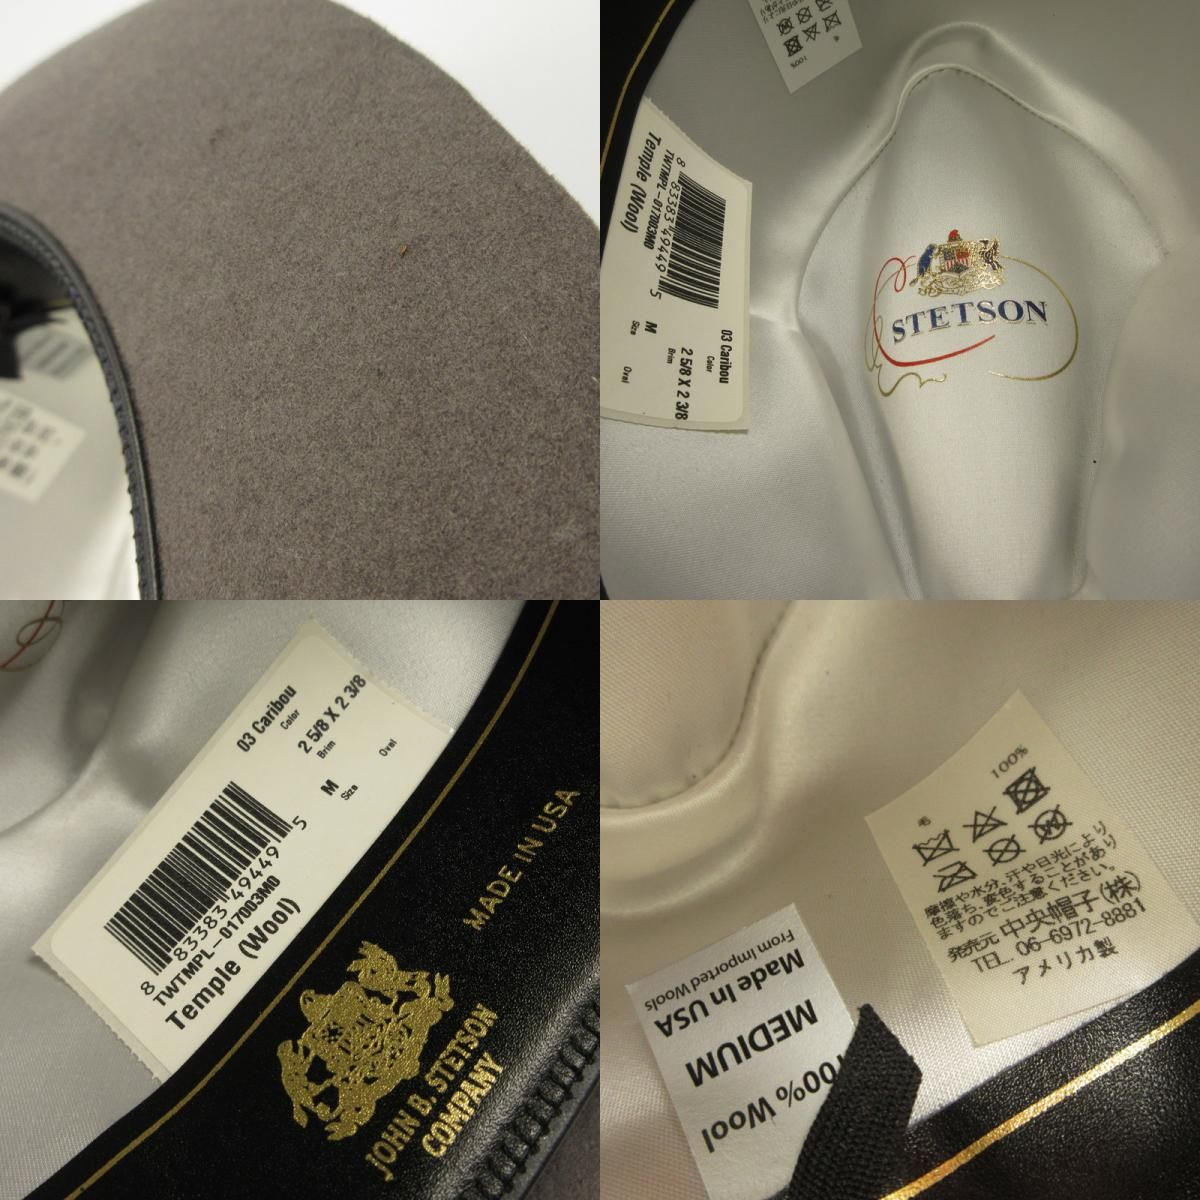 100%
Temple (Wool)
TWTMPL-017003M0
8 83383 49449 5
M
Size
Oval
2 5/8 X 2 3/8
Brim
03 Caribou
Color
STETSON
03 Caribou
Color
2 5/8 X 2 3/8
Brim
Oval
M
Size
8 83383 49449 5
TWTMPL-017003M0
Temple (Wool)
MADE IN USA
JOHN B. STETSON
COMPANY
毛 100%
摩擦や水分、汗や日光により
色落ち、変色することがあり
ますのでご注意ください。
発売元 中央帽子(株)
TEL. 06-6972-8881
アメリカ製
100% Wool
MEDIUM
Made In USA
From Imported Wools